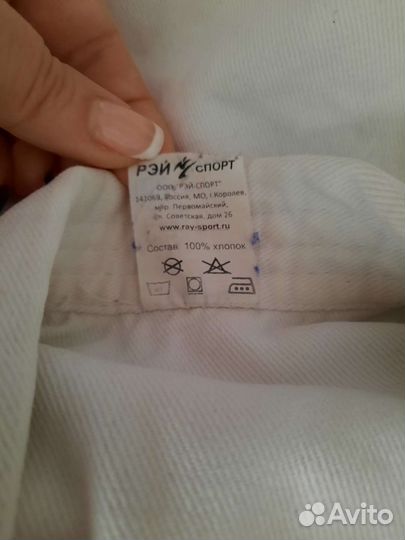 РЭЙ СПОРТ®
ООО "РЭЙ-СПОРТ"
141069, Россия, МО, г.Королев,
мкр. Первомайский,
ул. Советская, дом 26
www.ray-sport.ru
Состав: 100% хлопок
Avito